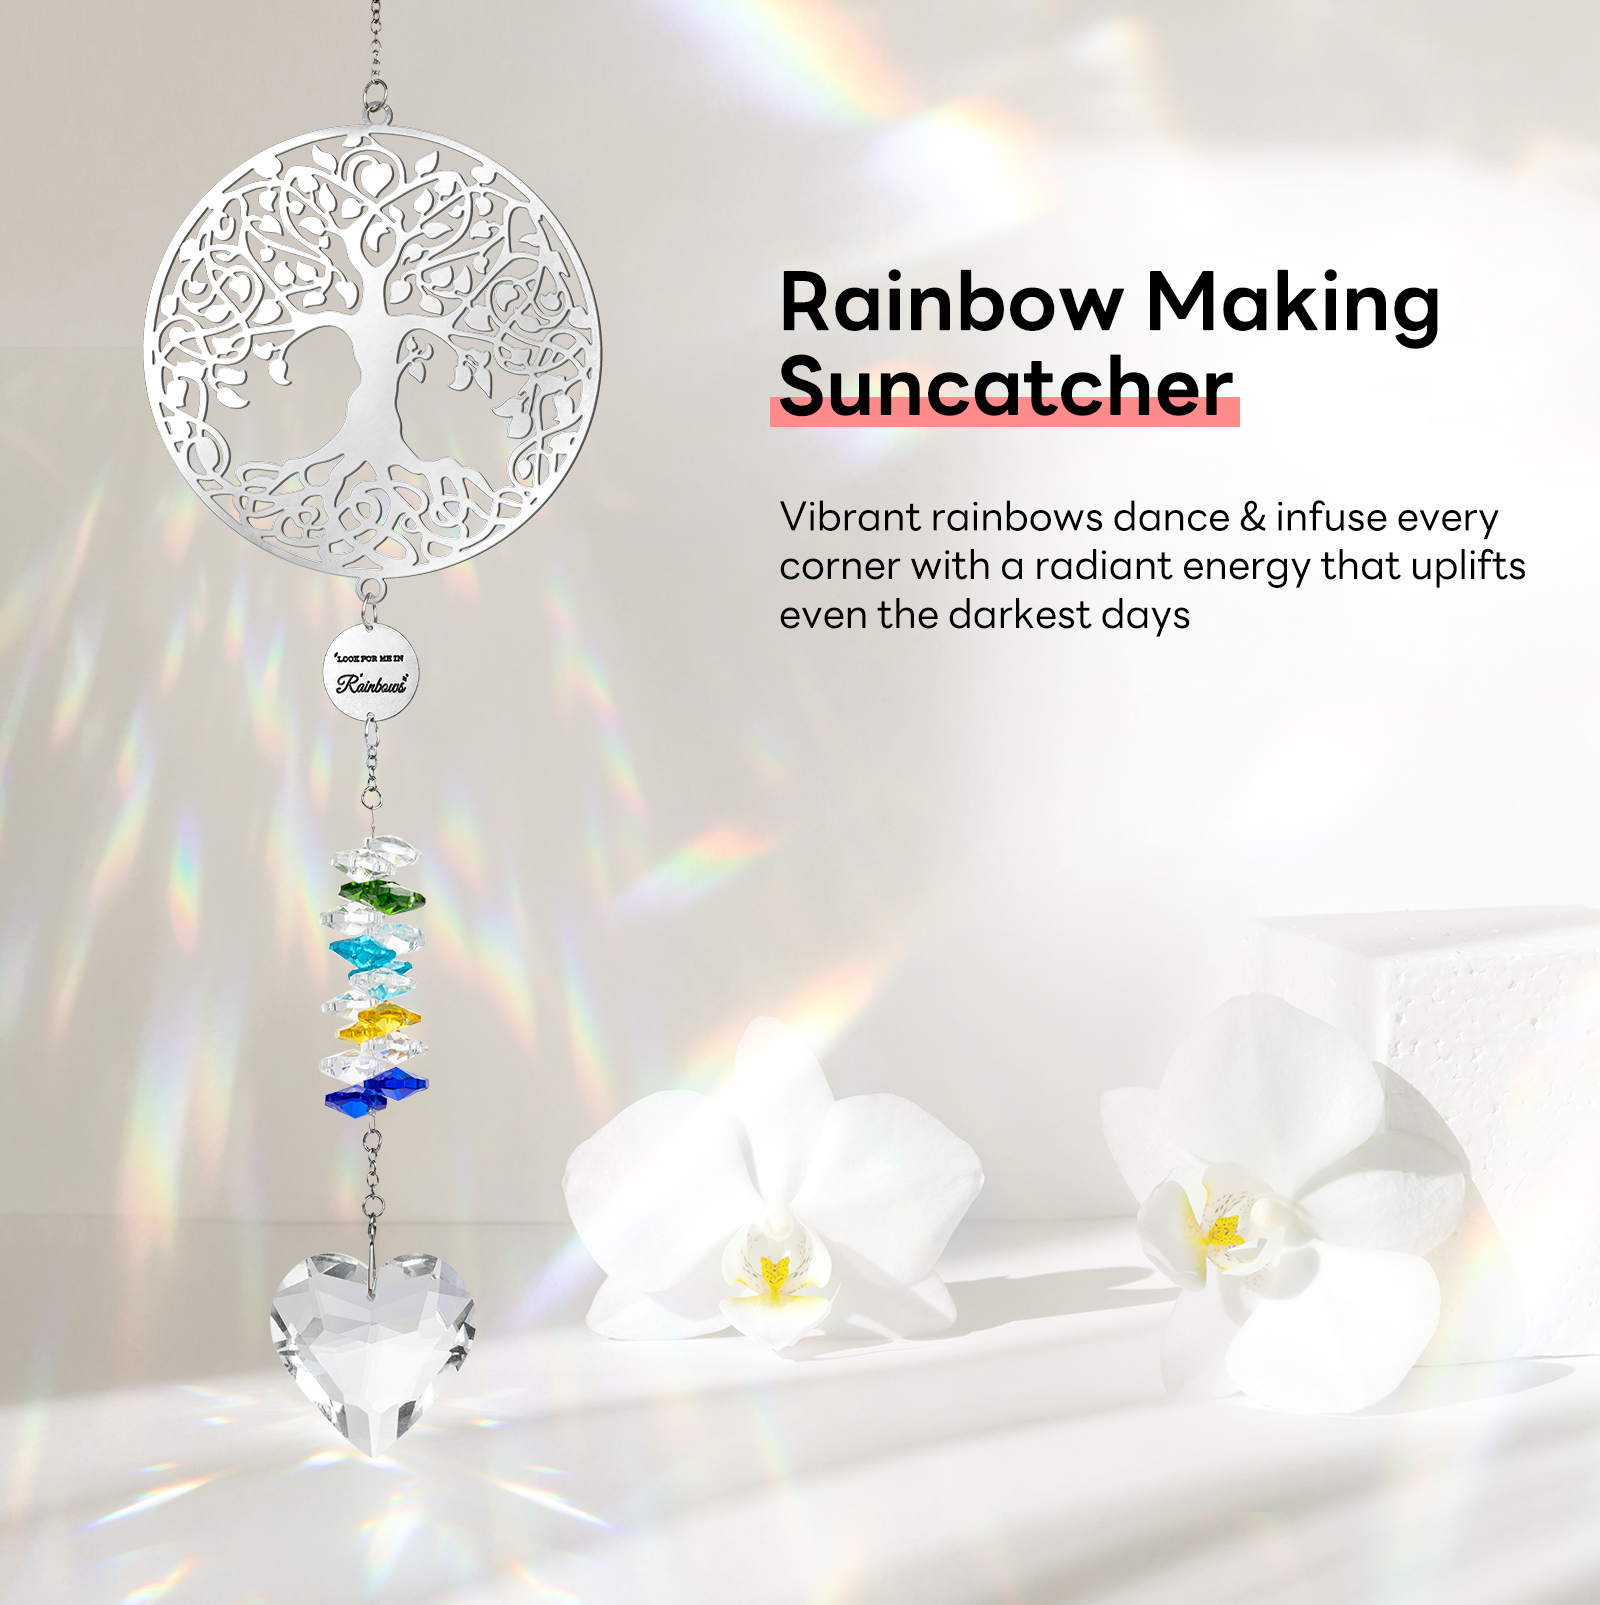 Rainbow Making
Suncatcher
Vibrant rainbows dance & infuse every
corner with a radiant energy that uplifts
even the darkest days
"LOOK FOR ME IN
Rainbows"